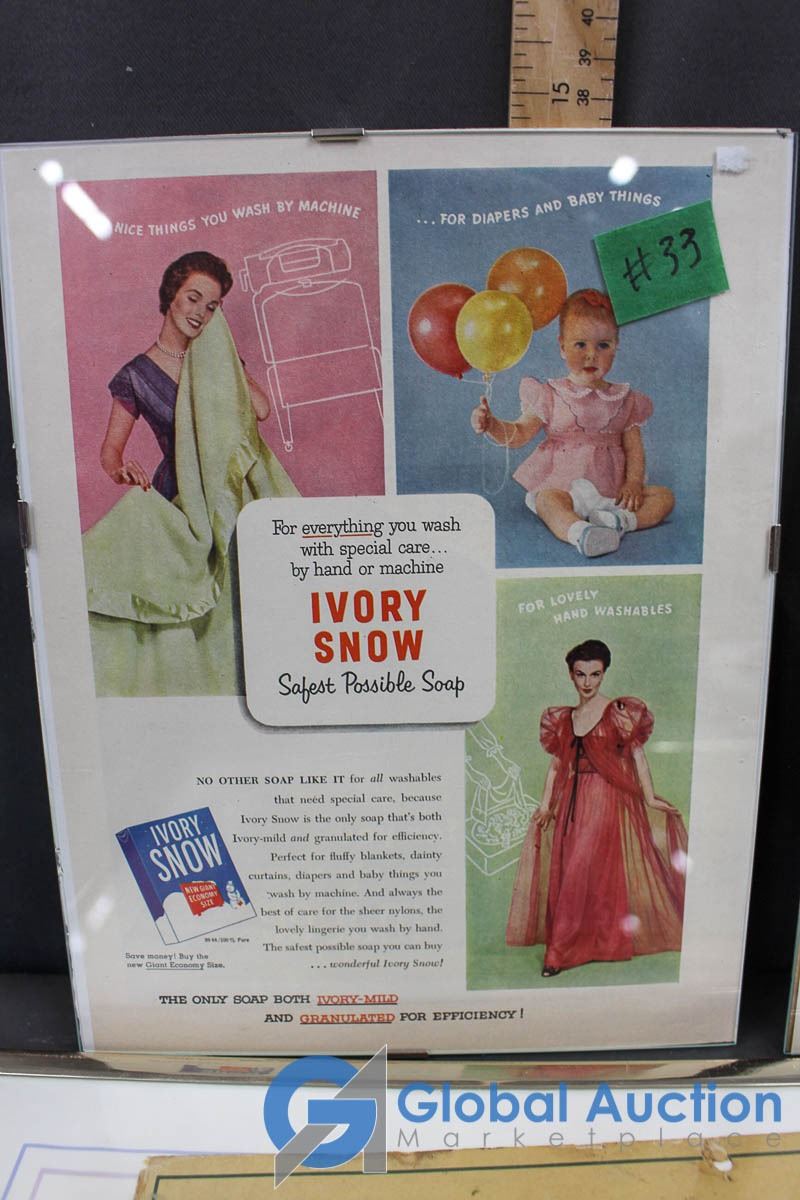 15
40
39
38
NICE THINGS YOU WASH BY MACHINE
...FOR DIAPERS AND BABY THINGS
#33
For everything you wash
with special care...
by hand or machine
IVORY
SNOW
Safest Possible Soap
FOR LOVELY
HAND WASHABLES
NO OTHER SOAP LIKE IT for all washables
that need special care, because
Ivory Snow is the only soap that's both
Ivory-mild and granulated for efficiency.
Perfect for fluffy blankets, dainty
curtains, diapers and baby things you
wash by machine. And always the
best of care for the sheer nylons, the
lovely lingerie you wash by hand.
The safest possible soap you can buy
...wonderful Ivory Snow!
IVORY
SNOW
NEW GIANT
ECONOMY
SIZE
99 44/100 % Pure
Save money! Buy the
new Giant Economy Size.
THE ONLY SOAP BOTH IVORY-MILD
AND GRANULATED FOR EFFICIENCY!
Global Auction
Marketplace